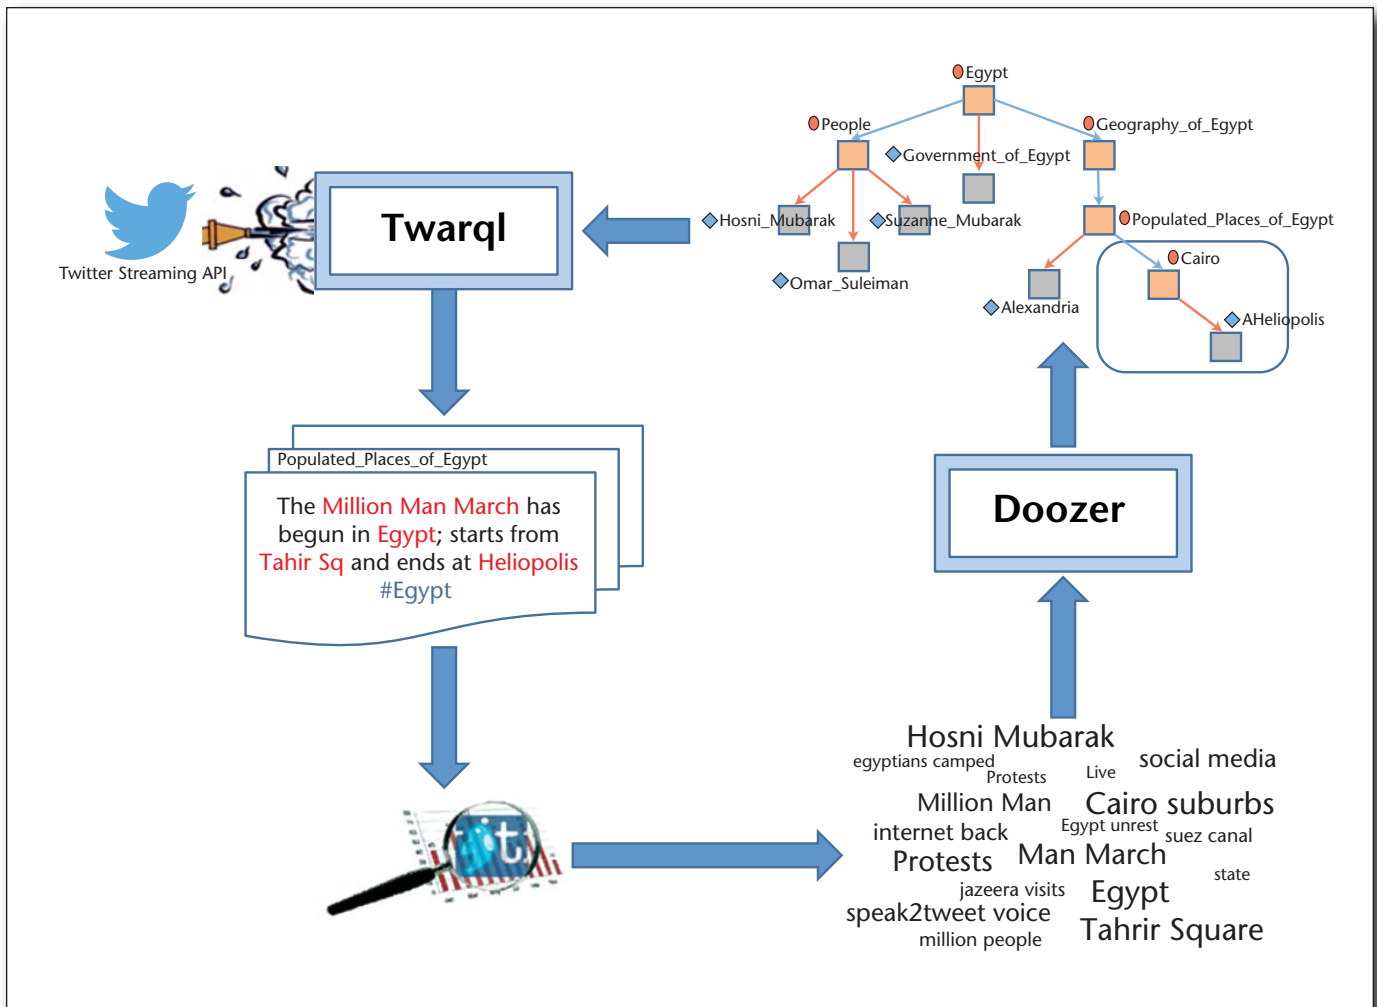 Egypt
People
Geography_of_Egypt
Government_of_Egypt
Hosni_Mubarak
Suzanne_Mubarak
Populated_Places_of_Egypt
Omar_Suleiman
Cairo
Alexandria
AHeliopolis
Twarql
Twitter Streaming API
Populated_Places_of_Egypt
The Million Man March has
begun in Egypt; starts from
Tahir Sq and ends at Heliopolis
#Egypt
Doozer
Hosni Mubarak
egyptians camped
social media
Protests
Live
Million Man
Cairo suburbs
internet back
Egypt unrest
suez canal
Protests
Man March
state
jazeera visits
Egypt
speak2tweet voice
Tahrir Square
million people